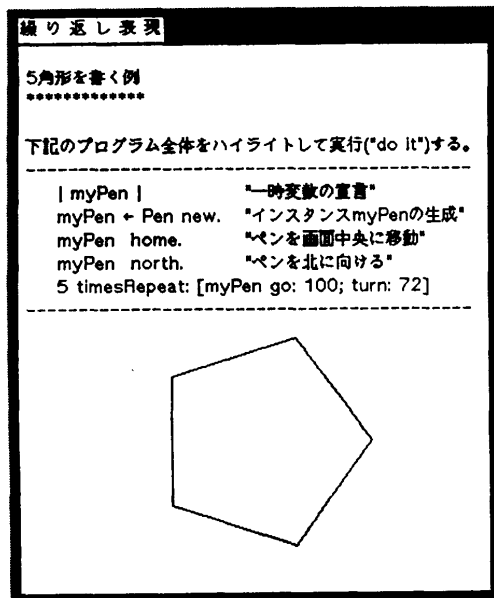 繰り返し表現
5角形を書く例
*************
下記のプログラム全体をハイライトして実行("do it")する。
--------------------------------------------------
| myPen | "一時変数の宣言"
myPen ← Pen new. "インスタンスmyPenの生成"
myPen home. "ペンを画面中央に移動"
myPen north. "ペンを北に向ける"
5 timesRepeat: [myPen go: 100; turn: 72]
--------------------------------------------------